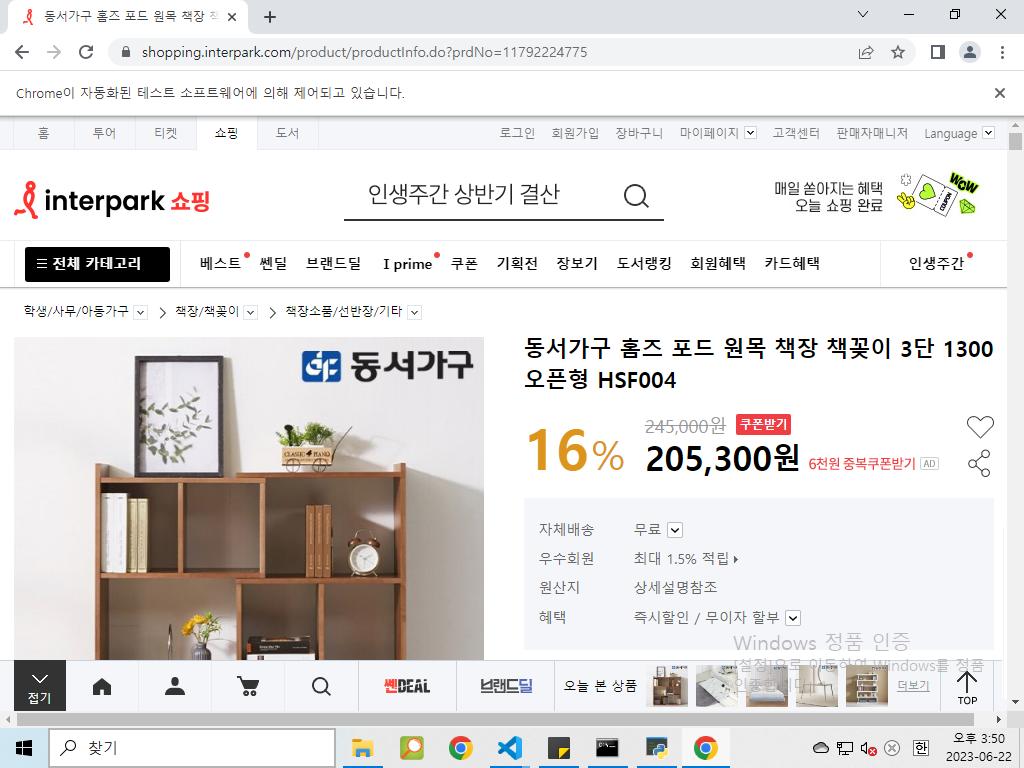 동서가구 홈즈 포드 원목 책장 책
shopping.interpark.com/product/productInfo.do?prdNo=11792224775
Chrome이 자동화된 테스트 소프트웨어에 의해 제어되고 있습니다.
홈 투어 티켓 쇼핑 도서 로그인 회원가입 장바구니 마이페이지 고객센터 판매자매니저 Language
interpark 쇼핑
인생주간 상반기 결산
매일 쏟아지는 혜택
오늘 쇼핑 완료
WOW
COUPON
전체 카테고리 베스트 쎈딜 브랜드딜 I prime 쿠폰 기획전 장보기 도서랭킹 회원혜택 카드혜택 인생주간
학생/사무/아동가구 책장/책꽂이 책장소품/선반장/기타
동서가구
CLASSIC PIANO
동서가구 홈즈 포드 원목 책장 책꽂이 3단 1300
오픈형 HSF004
16%
245,000원 쿠폰받기
205,300원 6천원 중복쿠폰받기 AD
자체배송 무료
우수회원 최대 1.5% 적립
원산지 상세설명참조
혜택 즉시할인 / 무이자 할부
Windows 정품 인증
[설정]으로 이동하여 Windows를 정품
인증합니다.
접기
쎈DEAL
브랜드딜
오늘 본 상품
더보기
TOP
찾기
한
오후 3:50
2023-06-22